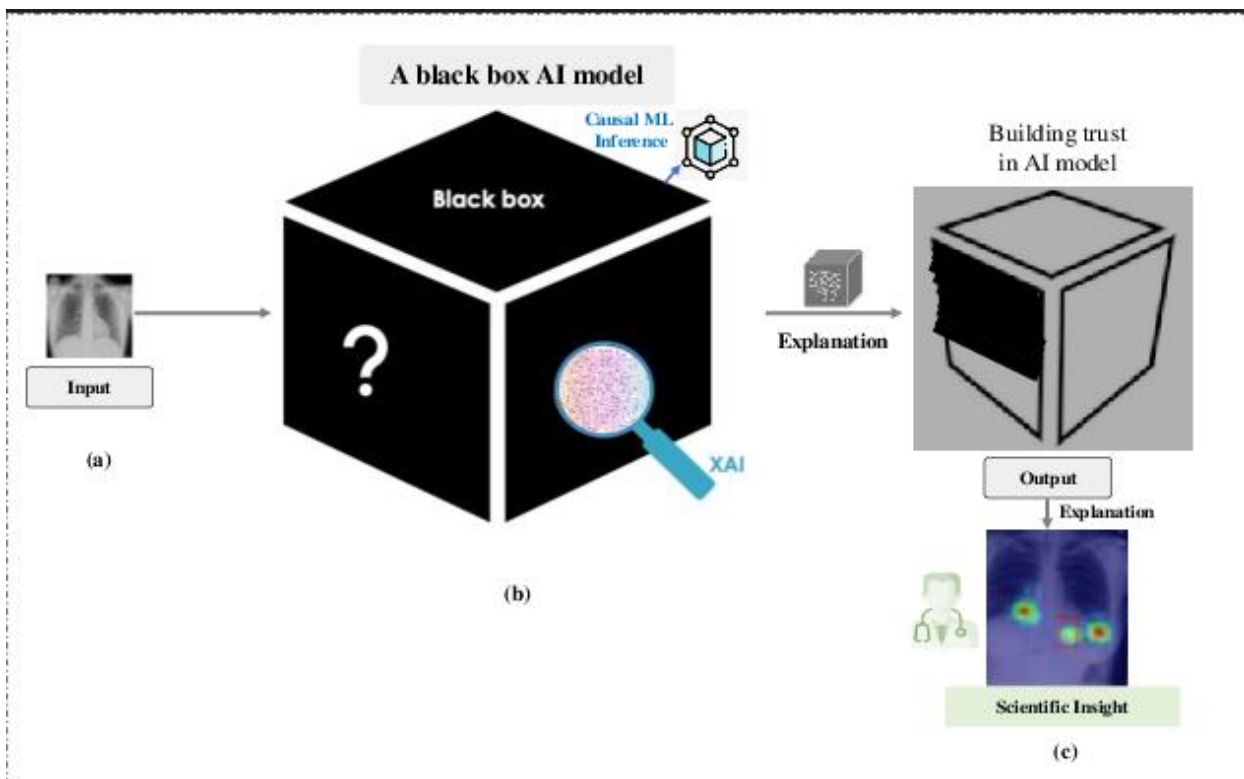 A black box AI model
Causal ML
Inference
Black box
?
XAI
Input
(a)
(b)
Explanation
Building trust
in AI model
Output
Explanation
Scientific Insight
(c)